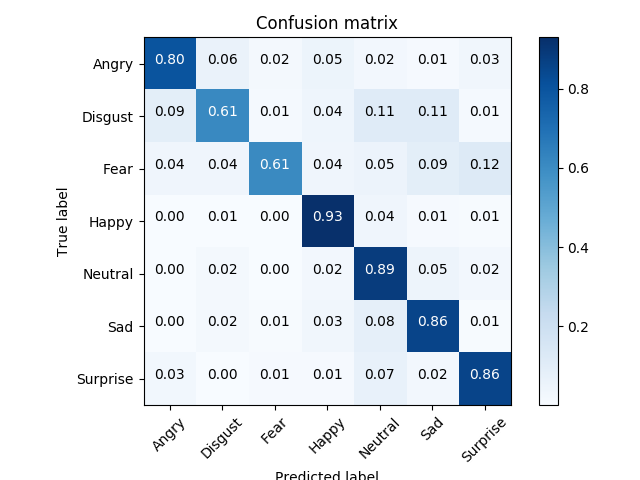 Confusion matrix
Angry 0.80 0.06 0.02 0.05 0.02 0.01 0.03
Disgust 0.09 0.61 0.01 0.04 0.11 0.11 0.01
Fear 0.04 0.04 0.61 0.04 0.05 0.09 0.12
Happy 0.00 0.01 0.00 0.93 0.04 0.01 0.01
Neutral 0.00 0.02 0.00 0.02 0.89 0.05 0.02
Sad 0.00 0.02 0.01 0.03 0.08 0.86 0.01
Surprise 0.03 0.00 0.01 0.01 0.07 0.02 0.86
Angry Disgust Fear Happy Neutral Sad Surprise
True label
Predicted label
0.8
0.6
0.4
0.2